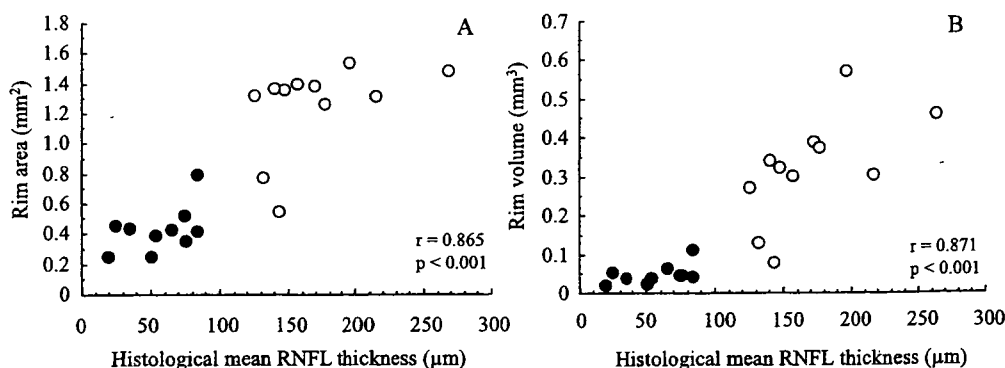 A
Rim area (mm²)
1.8
1.6
1.4
1.2
1.0
0.8
0.6
0.4
0.2
0
r = 0.865
p < 0.001
0 50 100 150 200 250 300
Histological mean RNFL thickness (µm)
B
Rim volume (mm³)
0.7
0.6
0.5
0.4
0.3
0.2
0.1
0
r = 0.871
p < 0.001
0 50 100 150 200 250 300
Histological mean RNFL thickness (µm)